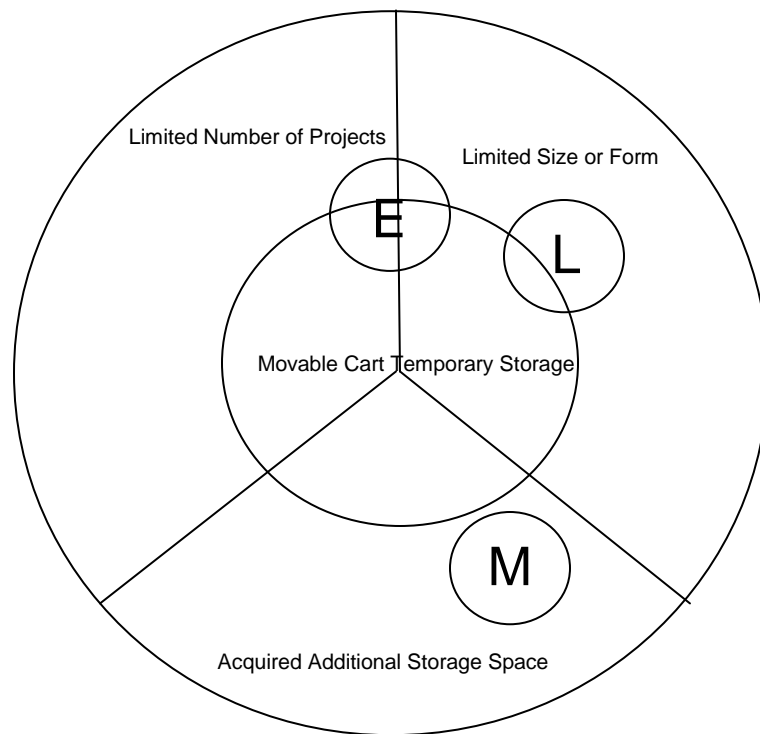 Limited Number of Projects
Limited Size or Form
E
L
Movable Cart Temporary Storage
M
Acquired Additional Storage Space